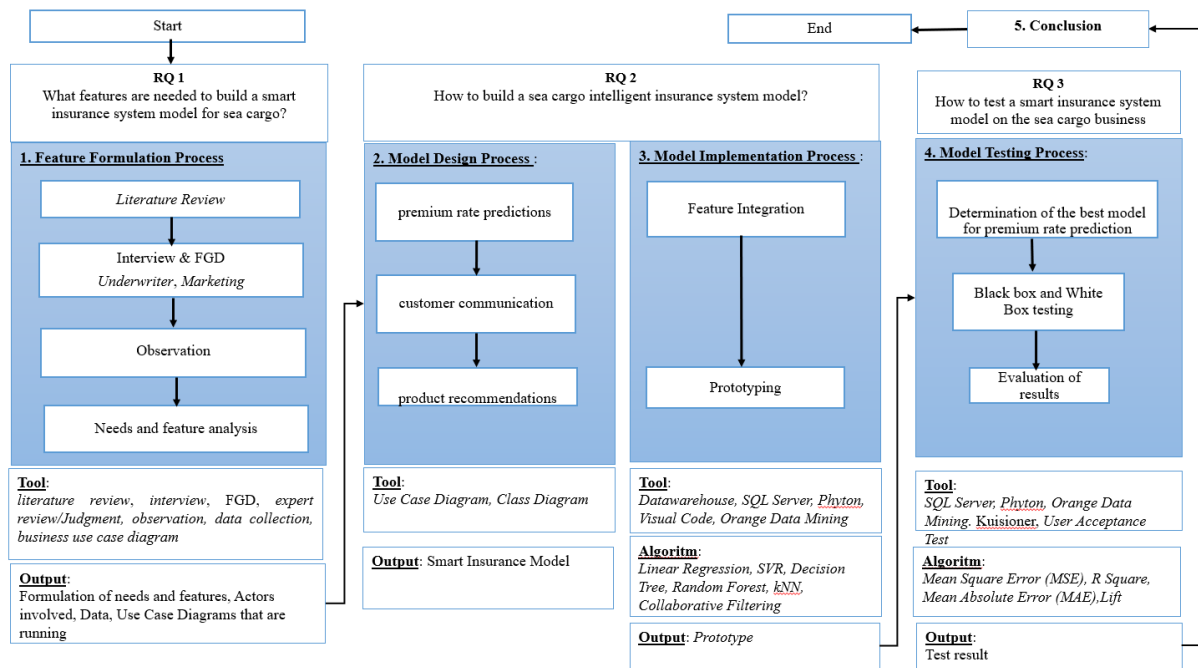 Start
End
5. Conclusion
RQ 1
What features are needed to build a smart
insurance system model for sea cargo?
RQ 2
How to build a sea cargo intelligent insurance system model?
RQ 3
How to test a smart insurance system
model on the sea cargo business
1. Feature Formulation Process
Literature Review
Interview & FGD
Underwriter, Marketing
Observation
Needs and feature analysis
2. Model Design Process :
premium rate predictions
customer communication
product recommendations
3. Model Implementation Process :
Feature Integration
Prototyping
4. Model Testing Process:
Determination of the best model
for premium rate prediction
Black box and White
Box testing
Evaluation of
results
Tool:
literature review, interview, FGD, expert
review/Judgment, observation, data collection,
business use case diagram
Output:
Formulation of needs and features, Actors
involved, Data, Use Case Diagrams that are
running
Tool:
Use Case Diagram, Class Diagram
Output: Smart Insurance Model
Tool:
Datawarehouse, SQL Server, Phyton,
Visual Code, Orange Data Mining
Algoritm:
Linear Regression, SVR, Decision
Tree, Random Forest, kNN,
Collaborative Filtering
Output: Prototype
Tool:
SQL Server, Phyton, Orange Data
Mining. Kuisioner, User Acceptance
Test
Algoritm:
Mean Square Error (MSE), R Square,
Mean Absolute Error (MAE),Lift
Output:
Test result